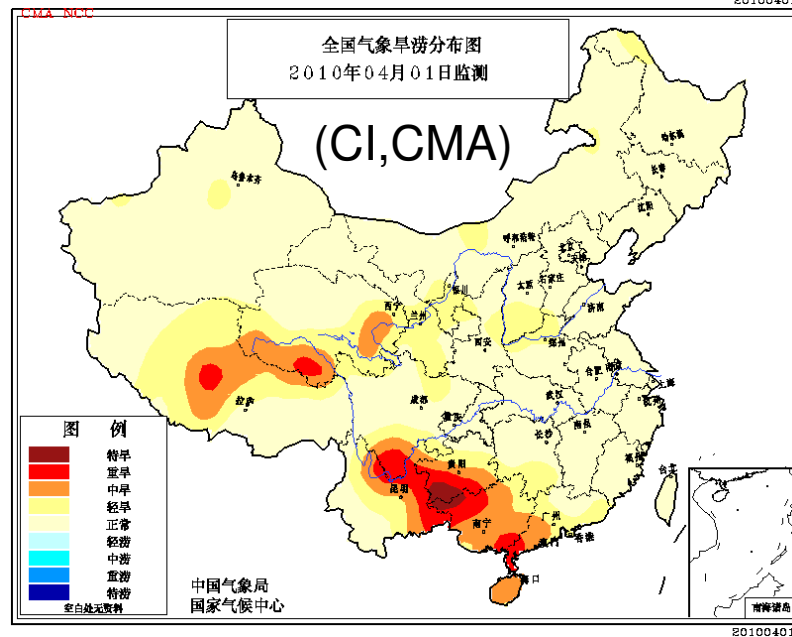 20100401
CMA NCC
全国气象旱涝分布图
2010年04月01日监测
(CI,CMA)
哈尔滨
长春
乌鲁木齐
沈阳
呼和浩特
北京
天津
银川
太原
石家庄
西宁
兰州
济南
西安
郑州
合肥
南京
上海
拉萨
成都
武汉
杭州
重庆
长沙
南昌
贵阳
福州
台北
昆明
南宁
广州
澳门
香港
海口
图 例
特旱
重旱
中旱
轻旱
正常
轻涝
中涝
重涝
特涝
空白处无资料
中国气象局
国家气候中心
南海诸岛
20100401